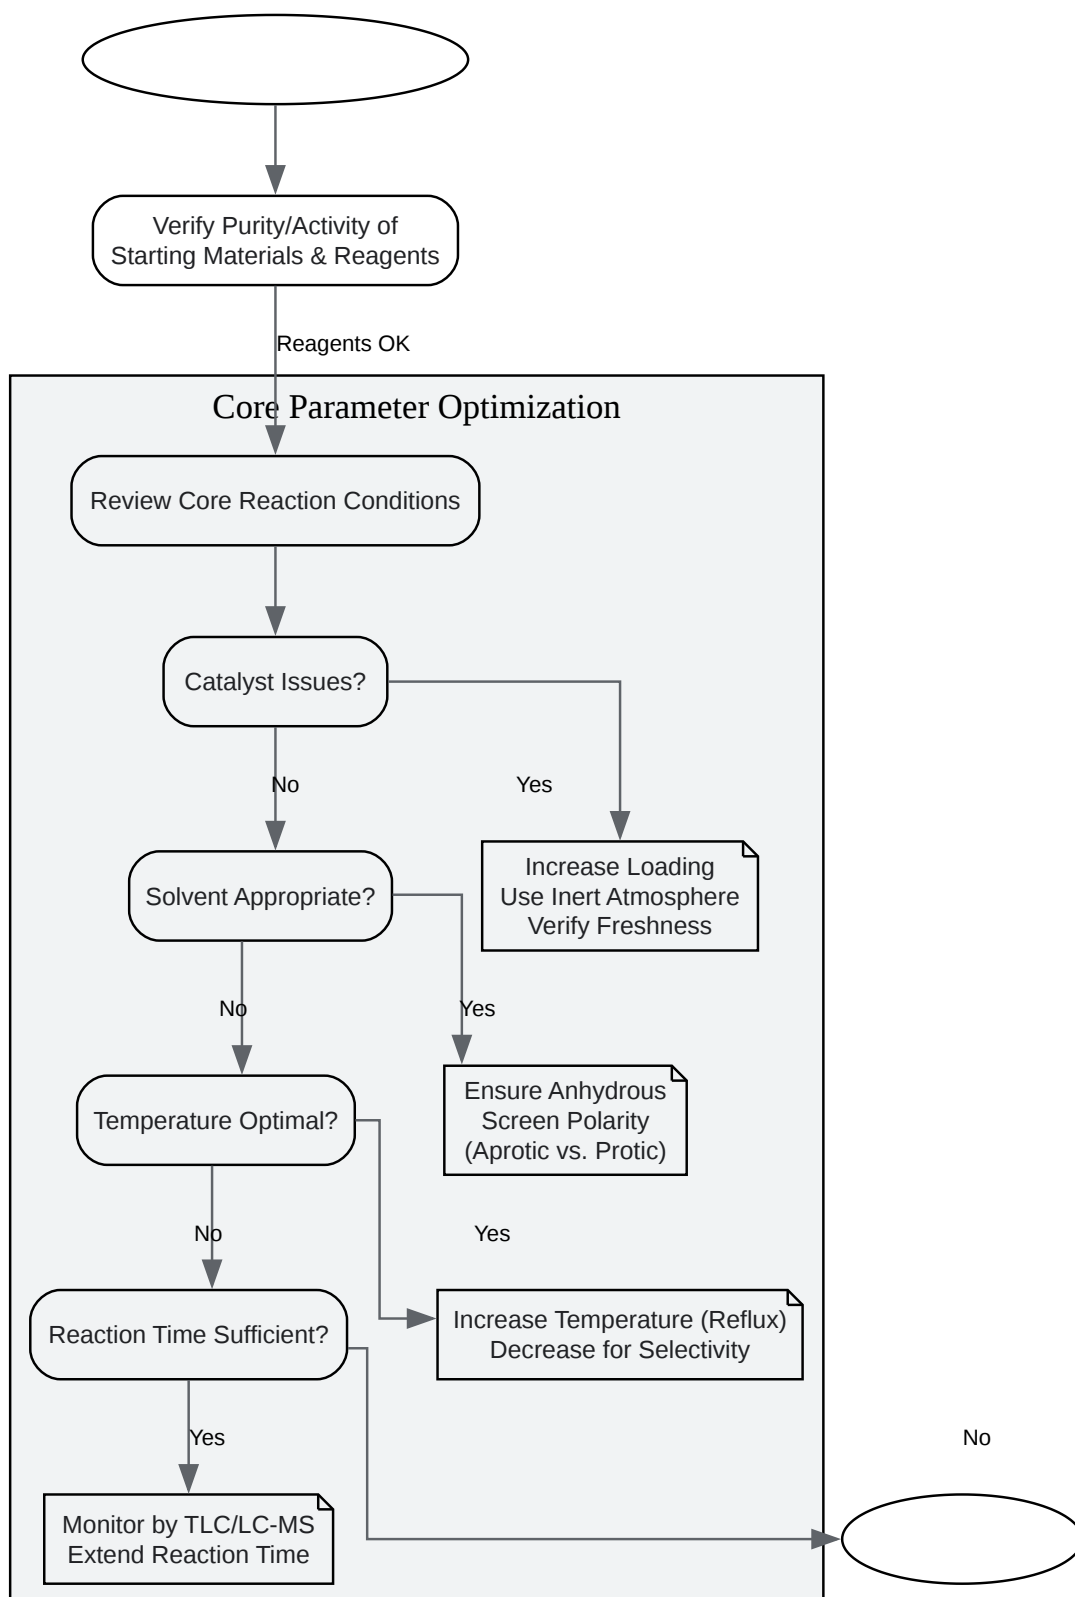 Verify Purity/Activity of
Starting Materials & Reagents
Reagents OK
Core Parameter Optimization
Review Core Reaction Conditions
Catalyst Issues?
No
Yes
Increase Loading
Use Inert Atmosphere
Verify Freshness
Solvent Appropriate?
No
Yes
Ensure Anhydrous
Screen Polarity
(Aprotic vs. Protic)
Temperature Optimal?
No
Yes
Increase Temperature (Reflux)
Decrease for Selectivity
Reaction Time Sufficient?
Yes
No
Monitor by TLC/LC-MS
Extend Reaction Time